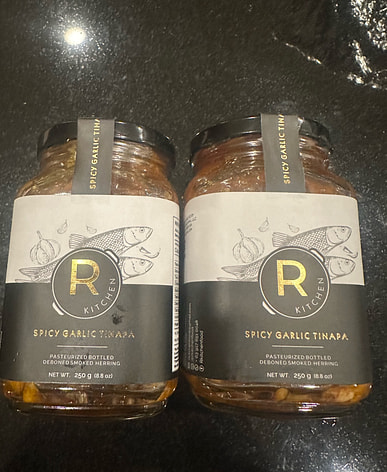 SPICY GARLIC TINAPA
R
KITCHEN
SPICY GARLIC TINAPA
PASTEURIZED BOTTLED
DEBONED SMOKED HERRING
NET WT. 250 g (8.8 oz)
SPICY GARLIC TINA
R
KITCHEN
SPICY GARLIC TINAPA
PASTEURIZED BOTTLED
DEBONED SMOKED HERRING
NET WT. 250 g (8.8 oz)